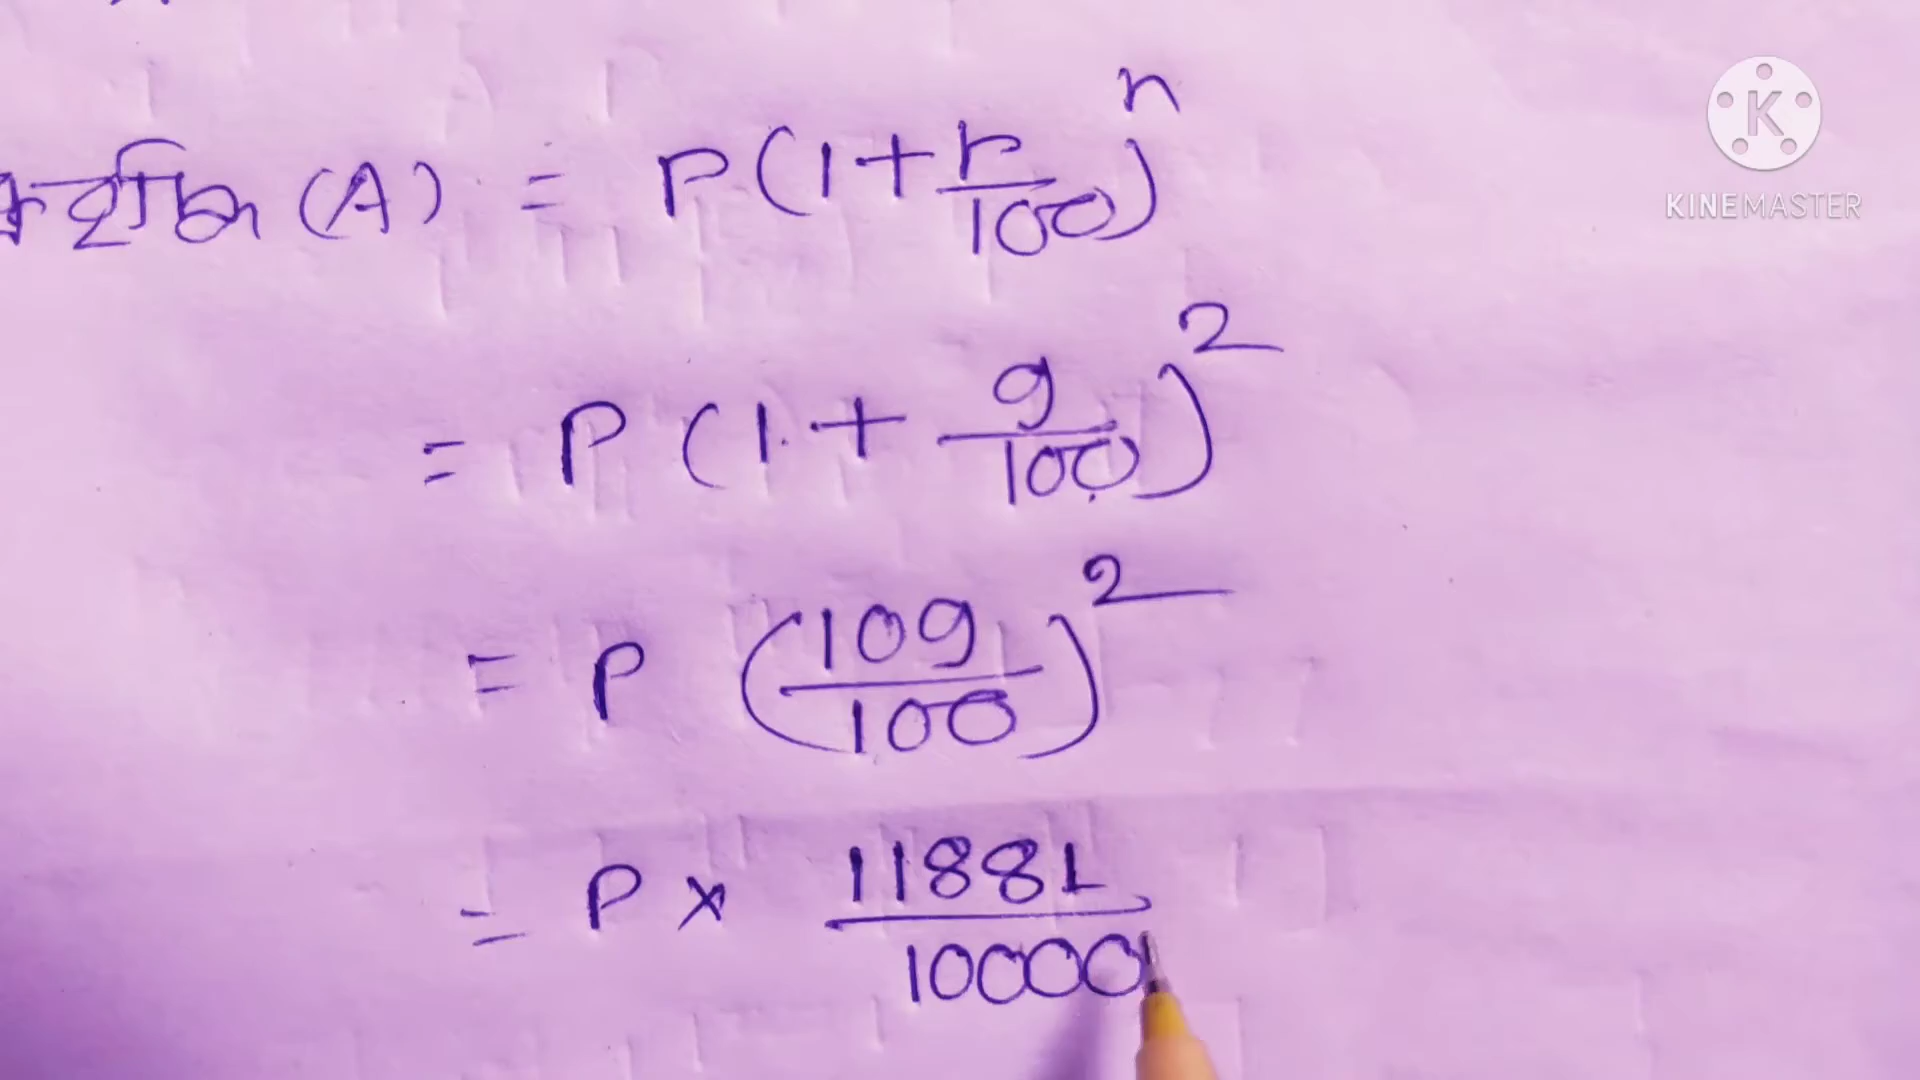 (A) = P(1+r/100)^n
= P(1+9/100)^2
= P(109/100)^2
= P × 11881/10000
K
KINEMASTER